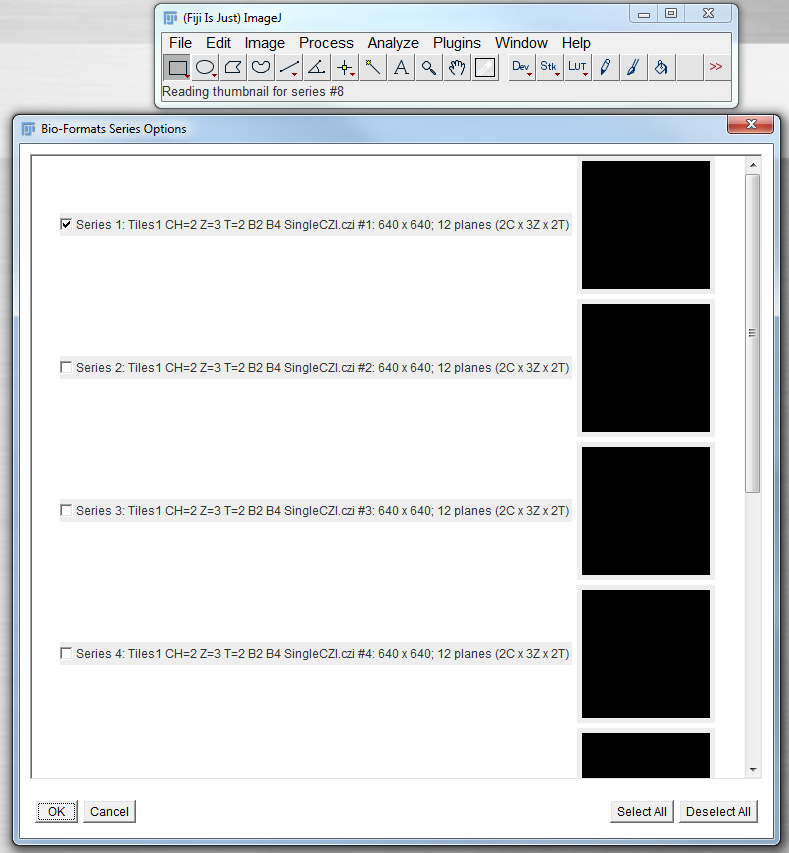 (Fiji Is Just) ImageJ
File Edit Image Process Analyze Plugins Window Help
A Dev Stk LUT >>
Reading thumbnail for series #8
Bio-Formats Series Options
Series 1: Tiles1 CH=2 Z=3 T=2 B2 B4 SingleCZI.czi #1: 640 x 640; 12 planes (2C x 3Z x 2T)
Series 2: Tiles1 CH=2 Z=3 T=2 B2 B4 SingleCZI.czi #2: 640 x 640; 12 planes (2C x 3Z x 2T)
Series 3: Tiles1 CH=2 Z=3 T=2 B2 B4 SingleCZI.czi #3: 640 x 640; 12 planes (2C x 3Z x 2T)
Series 4: Tiles1 CH=2 Z=3 T=2 B2 B4 SingleCZI.czi #4: 640 x 640; 12 planes (2C x 3Z x 2T)
OK Cancel Select All Deselect All